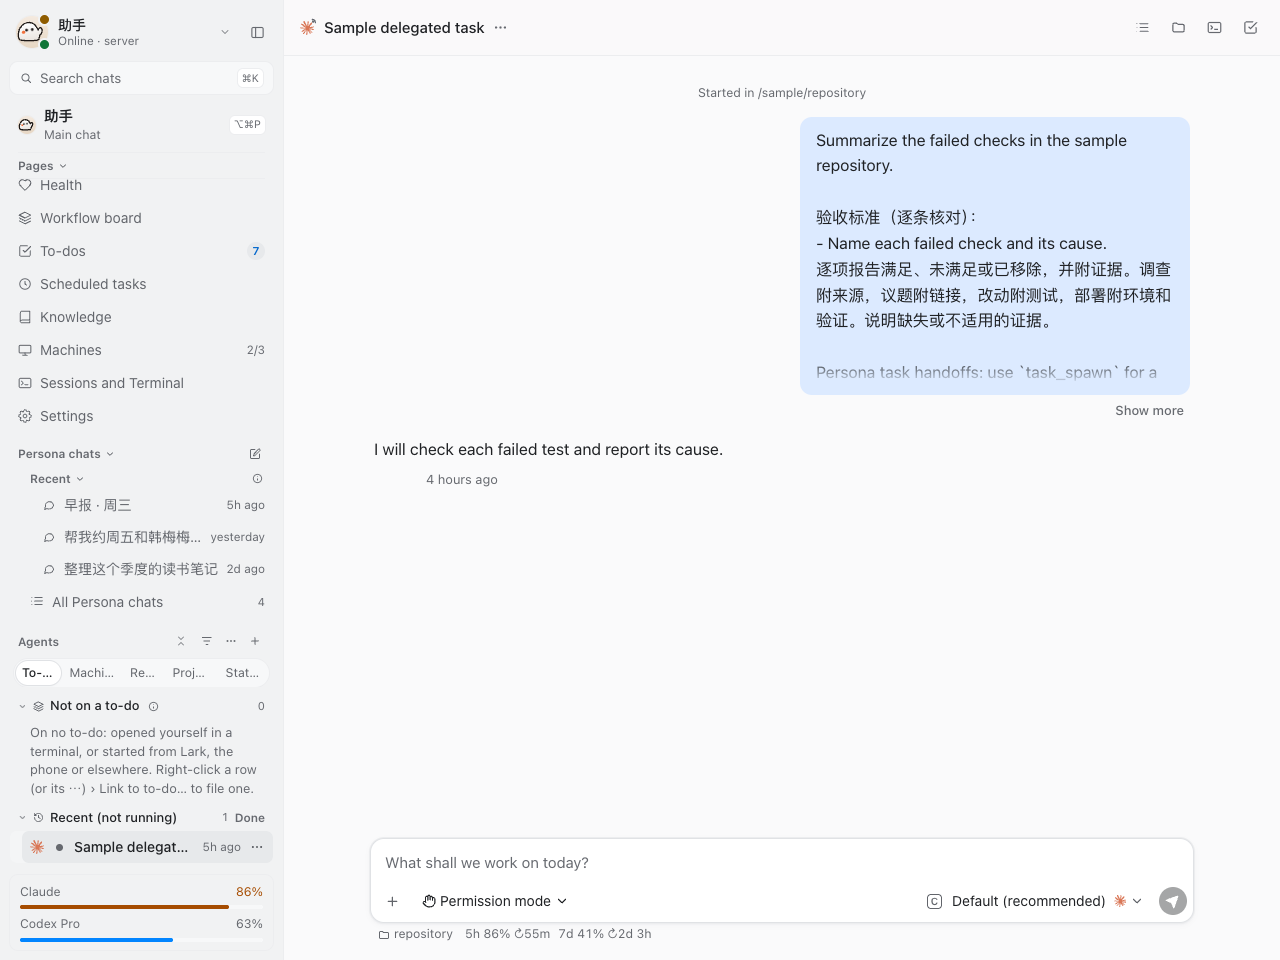 助手
Online · server
Search chats
⌘K
助手
Main chat
⌥⌘P
Pages
Health
Workflow board
To-dos
7
Scheduled tasks
Knowledge
Machines
2/3
Sessions and Terminal
Settings
Persona chats
Recent
早报 · 周三
5h ago
帮我约周五和韩梅梅...
yesterday
整理这个季度的读书笔记
2d ago
All Persona chats
4
Agents
To-...
Machi...
Re...
Proj...
Stat...
Not on a to-do
0
On no to-do: opened yourself in a
terminal, or started from Lark, the
phone or elsewhere. Right-click a row
(or its ···) › Link to to-do... to file one.
Recent (not running)
1 Done
Sample delegat...
5h ago
Claude
86%
Codex Pro
63%
Sample delegated task
Started in /sample/repository
Summarize the failed checks in the sample
repository.
验收标准（逐条核对）：
- Name each failed check and its cause.
逐项报告满足、未满足或已移除，并附证据。调查
附来源，议题附链接，改动附测试，部署附环境和
验证。说明缺失或不适用的证据。
Persona task handoffs: use `task_spawn` for a
Show more
I will check each failed test and report its cause.
4 hours ago
What shall we work on today?
Permission mode
C
Default (recommended)
repository
5h 86% ↻55m
7d 41% ↻2d 3h